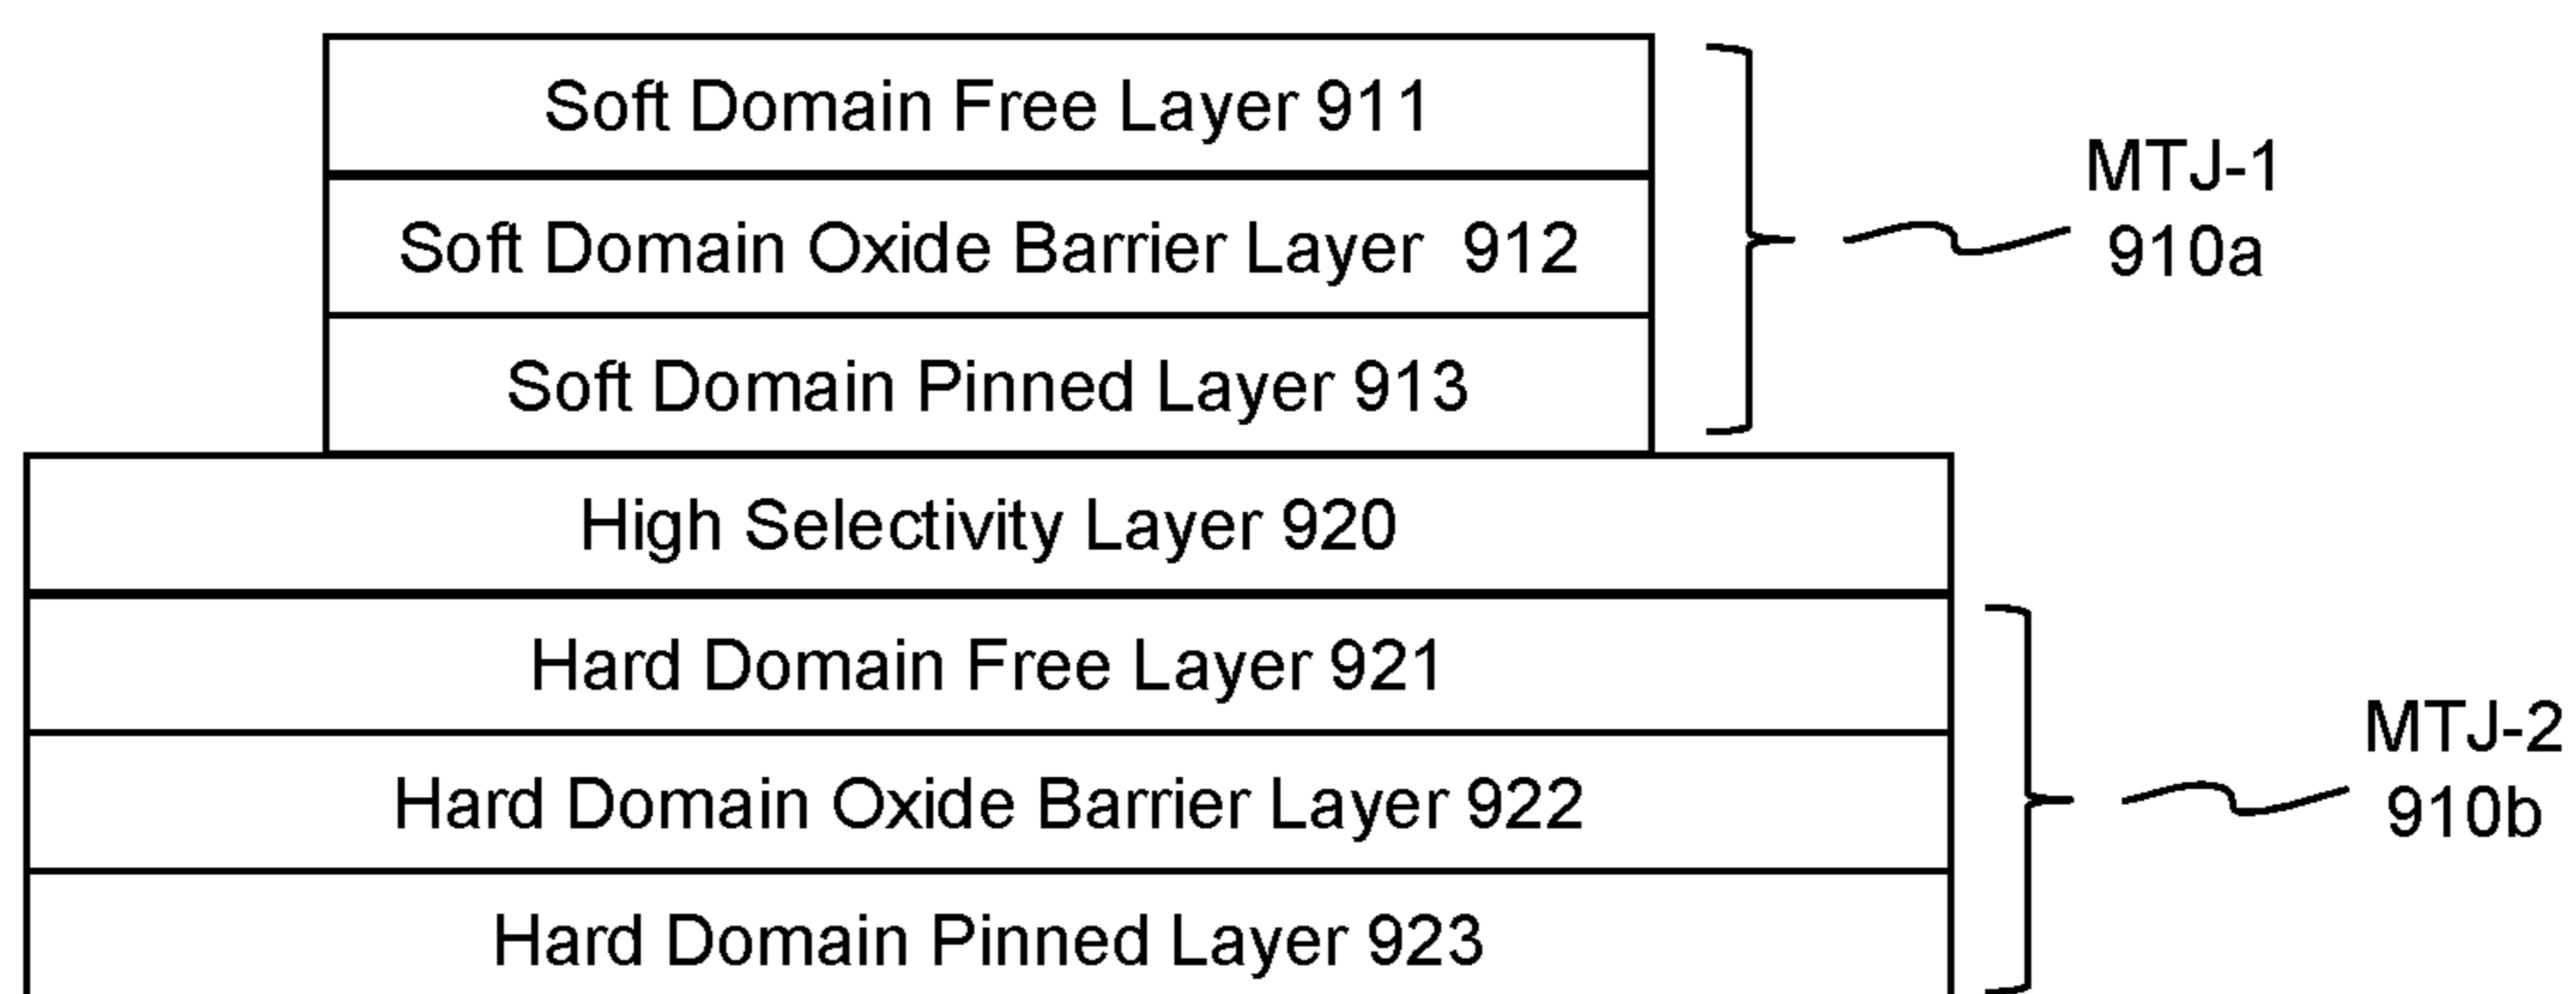 Soft Domain Free Layer 911
Soft Domain Oxide Barrier Layer 912
Soft Domain Pinned Layer 913
MTJ-1
910a
High Selectivity Layer 920
Hard Domain Free Layer 921
Hard Domain Oxide Barrier Layer 922
Hard Domain Pinned Layer 923
MTJ-2
910b